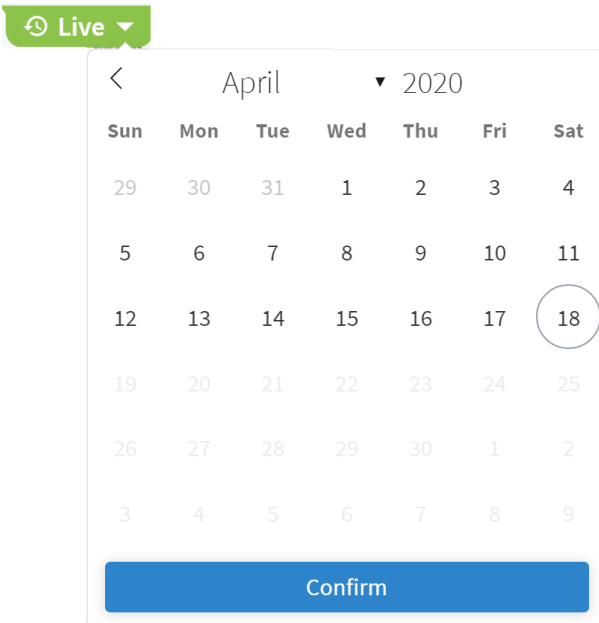 Live
April 2020
Sun Mon Tue Wed Thu Fri Sat
29 30 31 1 2 3 4
5 6 7 8 9 10 11
12 13 14 15 16 17 18
19 20 21 22 23 24 25
26 27 28 29 30 1 2
3 4 5 6 7 8 9
Confirm